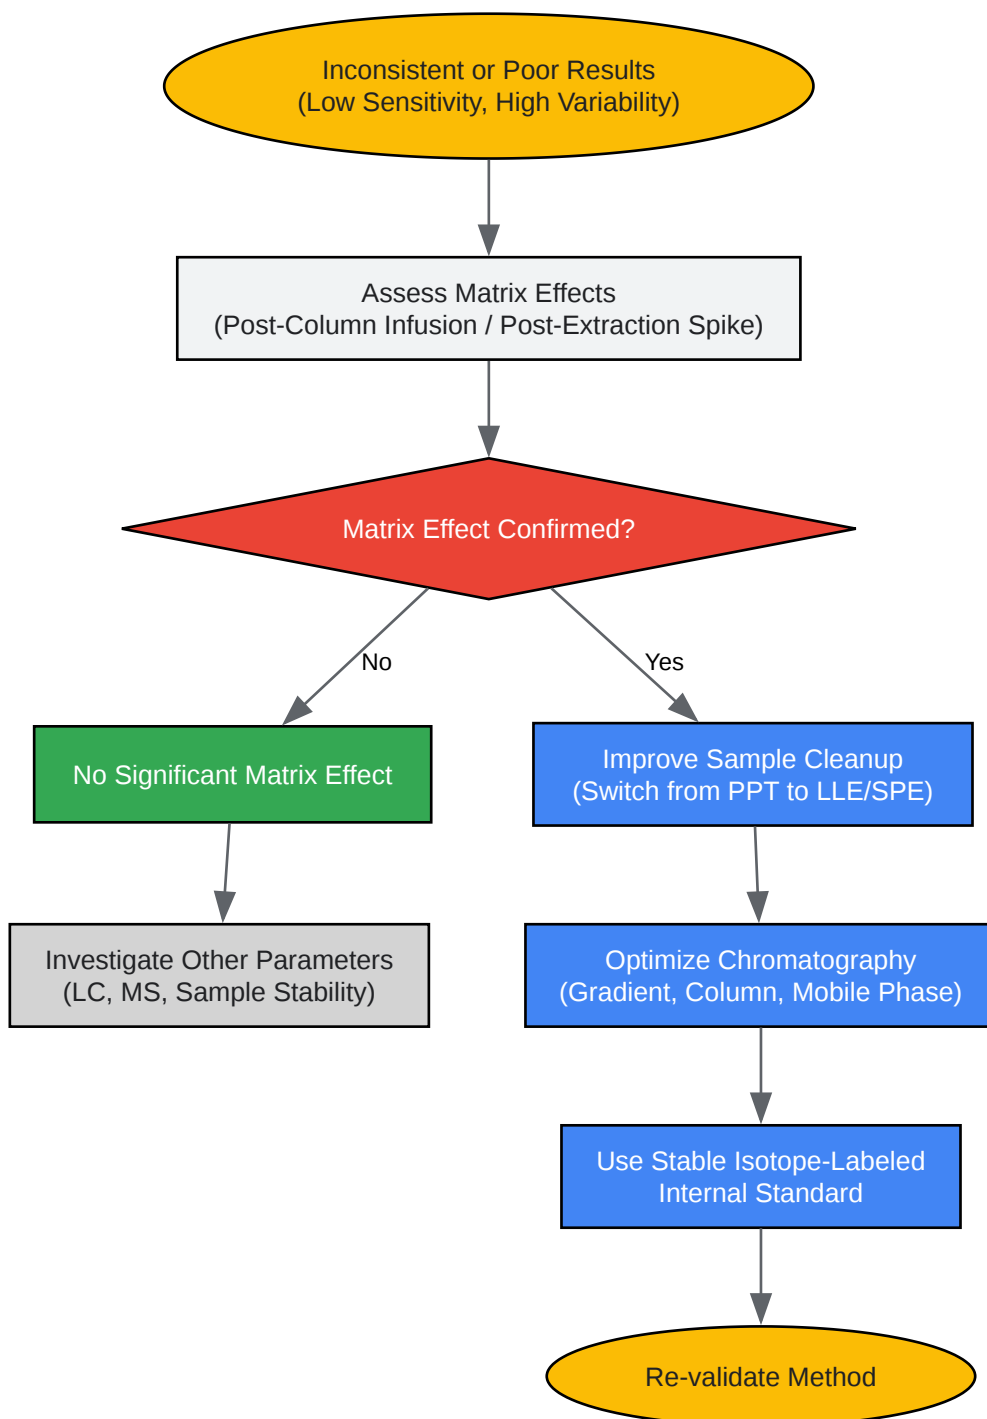 Inconsistent or Poor Results
(Low Sensitivity, High Variability)
Assess Matrix Effects
(Post-Column Infusion / Post-Extraction Spike)
Matrix Effect Confirmed?
No
Yes
No Significant Matrix Effect
Improve Sample Cleanup
(Switch from PPT to LLE/SPE)
Investigate Other Parameters
(LC, MS, Sample Stability)
Optimize Chromatography
(Gradient, Column, Mobile Phase)
Use Stable Isotope-Labeled
Internal Standard
Re-validate Method